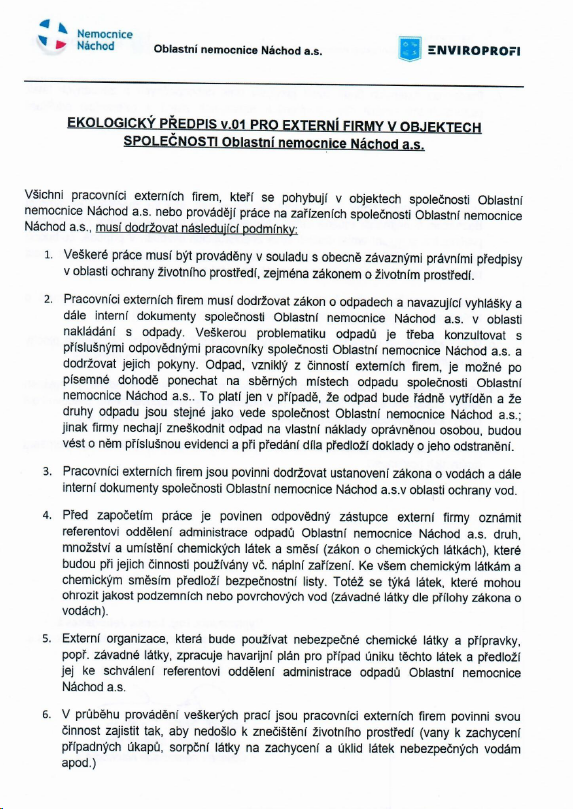 Nemocnice
Náchod
Oblastní nemocnice Náchod a.s.
ENVIROPROFI
EKOLOGICKÝ PŘEDPIS v.01 PRO EXTERNÍ FIRMY V OBJEKTECH
SPOLEČNOSTI Oblastní nemocnice Náchod a.s.
Všichni pracovníci externích firem, kteří se pohybují v objektech společnosti Oblastní
nemocnice Náchod a.s. nebo provádějí práce na zařízeních společnosti Oblastní nemocnice
Náchod a.s., musí dodržovat následující podmínky:
1. Veškeré práce musí být prováděny v souladu s obecně závaznými právními předpisy
v oblasti ochrany životního prostředí, zejména zákonem o životním prostředí.
2. Pracovníci externích firem musí dodržovat zákon o odpadech a navazující vyhlášky a
dále interní dokumenty společnosti Oblastní nemocnice Náchod a.s. v oblasti
nakládání s odpady. Veškerou problematiku odpadů je třeba konzultovat s
příslušnými odpovědnými pracovníky společnosti Oblastní nemocnice Náchod a.s. a
dodržovat jejich pokyny. Odpad, vzniklý z činností externích firem, je možné po
písemné dohodě ponechat na sběrných místech odpadu společnosti Oblastní
nemocnice Náchod a.s.. To platí jen v případě, že odpad bude řádně vytříděn a že
druhy odpadu jsou stejné jako vede společnost Oblastní nemocnice Náchod a.s.;
jinak firmy nechají zneškodnit odpad na vlastní náklady oprávněnou osobou, budou
vést o něm příslušnou evidenci a při předání díla předloží doklady o jeho odstranění.
3. Pracovníci externích firem jsou povinni dodržovat ustanovení zákona o vodách a dále
interní dokumenty společnosti Oblastní nemocnice Náchod a.s.v oblasti ochrany vod.
4. Před započetím práce je povinen odpovědný zástupce externí firmy oznámit
referentovi oddělení administrace odpadů Oblastní nemocnice Náchod a.s. druh,
množství a umístění chemických látek a směsí (zákon o chemických látkách), které
budou při jejich činnosti používány vč. náplní zařízení. Ke všem chemickým látkám a
chemickým směsím předloží bezpečnostní listy. Totéž se týká látek, které mohou
ohrozit jakost podzemních nebo povrchových vod (závadné látky dle přílohy zákona o
vodách).
5. Externí organizace, která bude používat nebezpečné chemické látky a přípravky,
popř. závadné látky, zpracuje havarijní plán pro případ úniku těchto látek a předloží
jej ke schválení referentovi oddělení administrace odpadů Oblastní nemocnice
Náchod a.s.
6. V průběhu provádění veškerých prací jsou pracovníci externích firem povinni svou
činnost zajistit tak, aby nedošlo k znečištění životního prostředí (vany k zachycení
případných úkapů, sorpční látky na zachycení a úklid látek nebezpečných vodám
apod.)